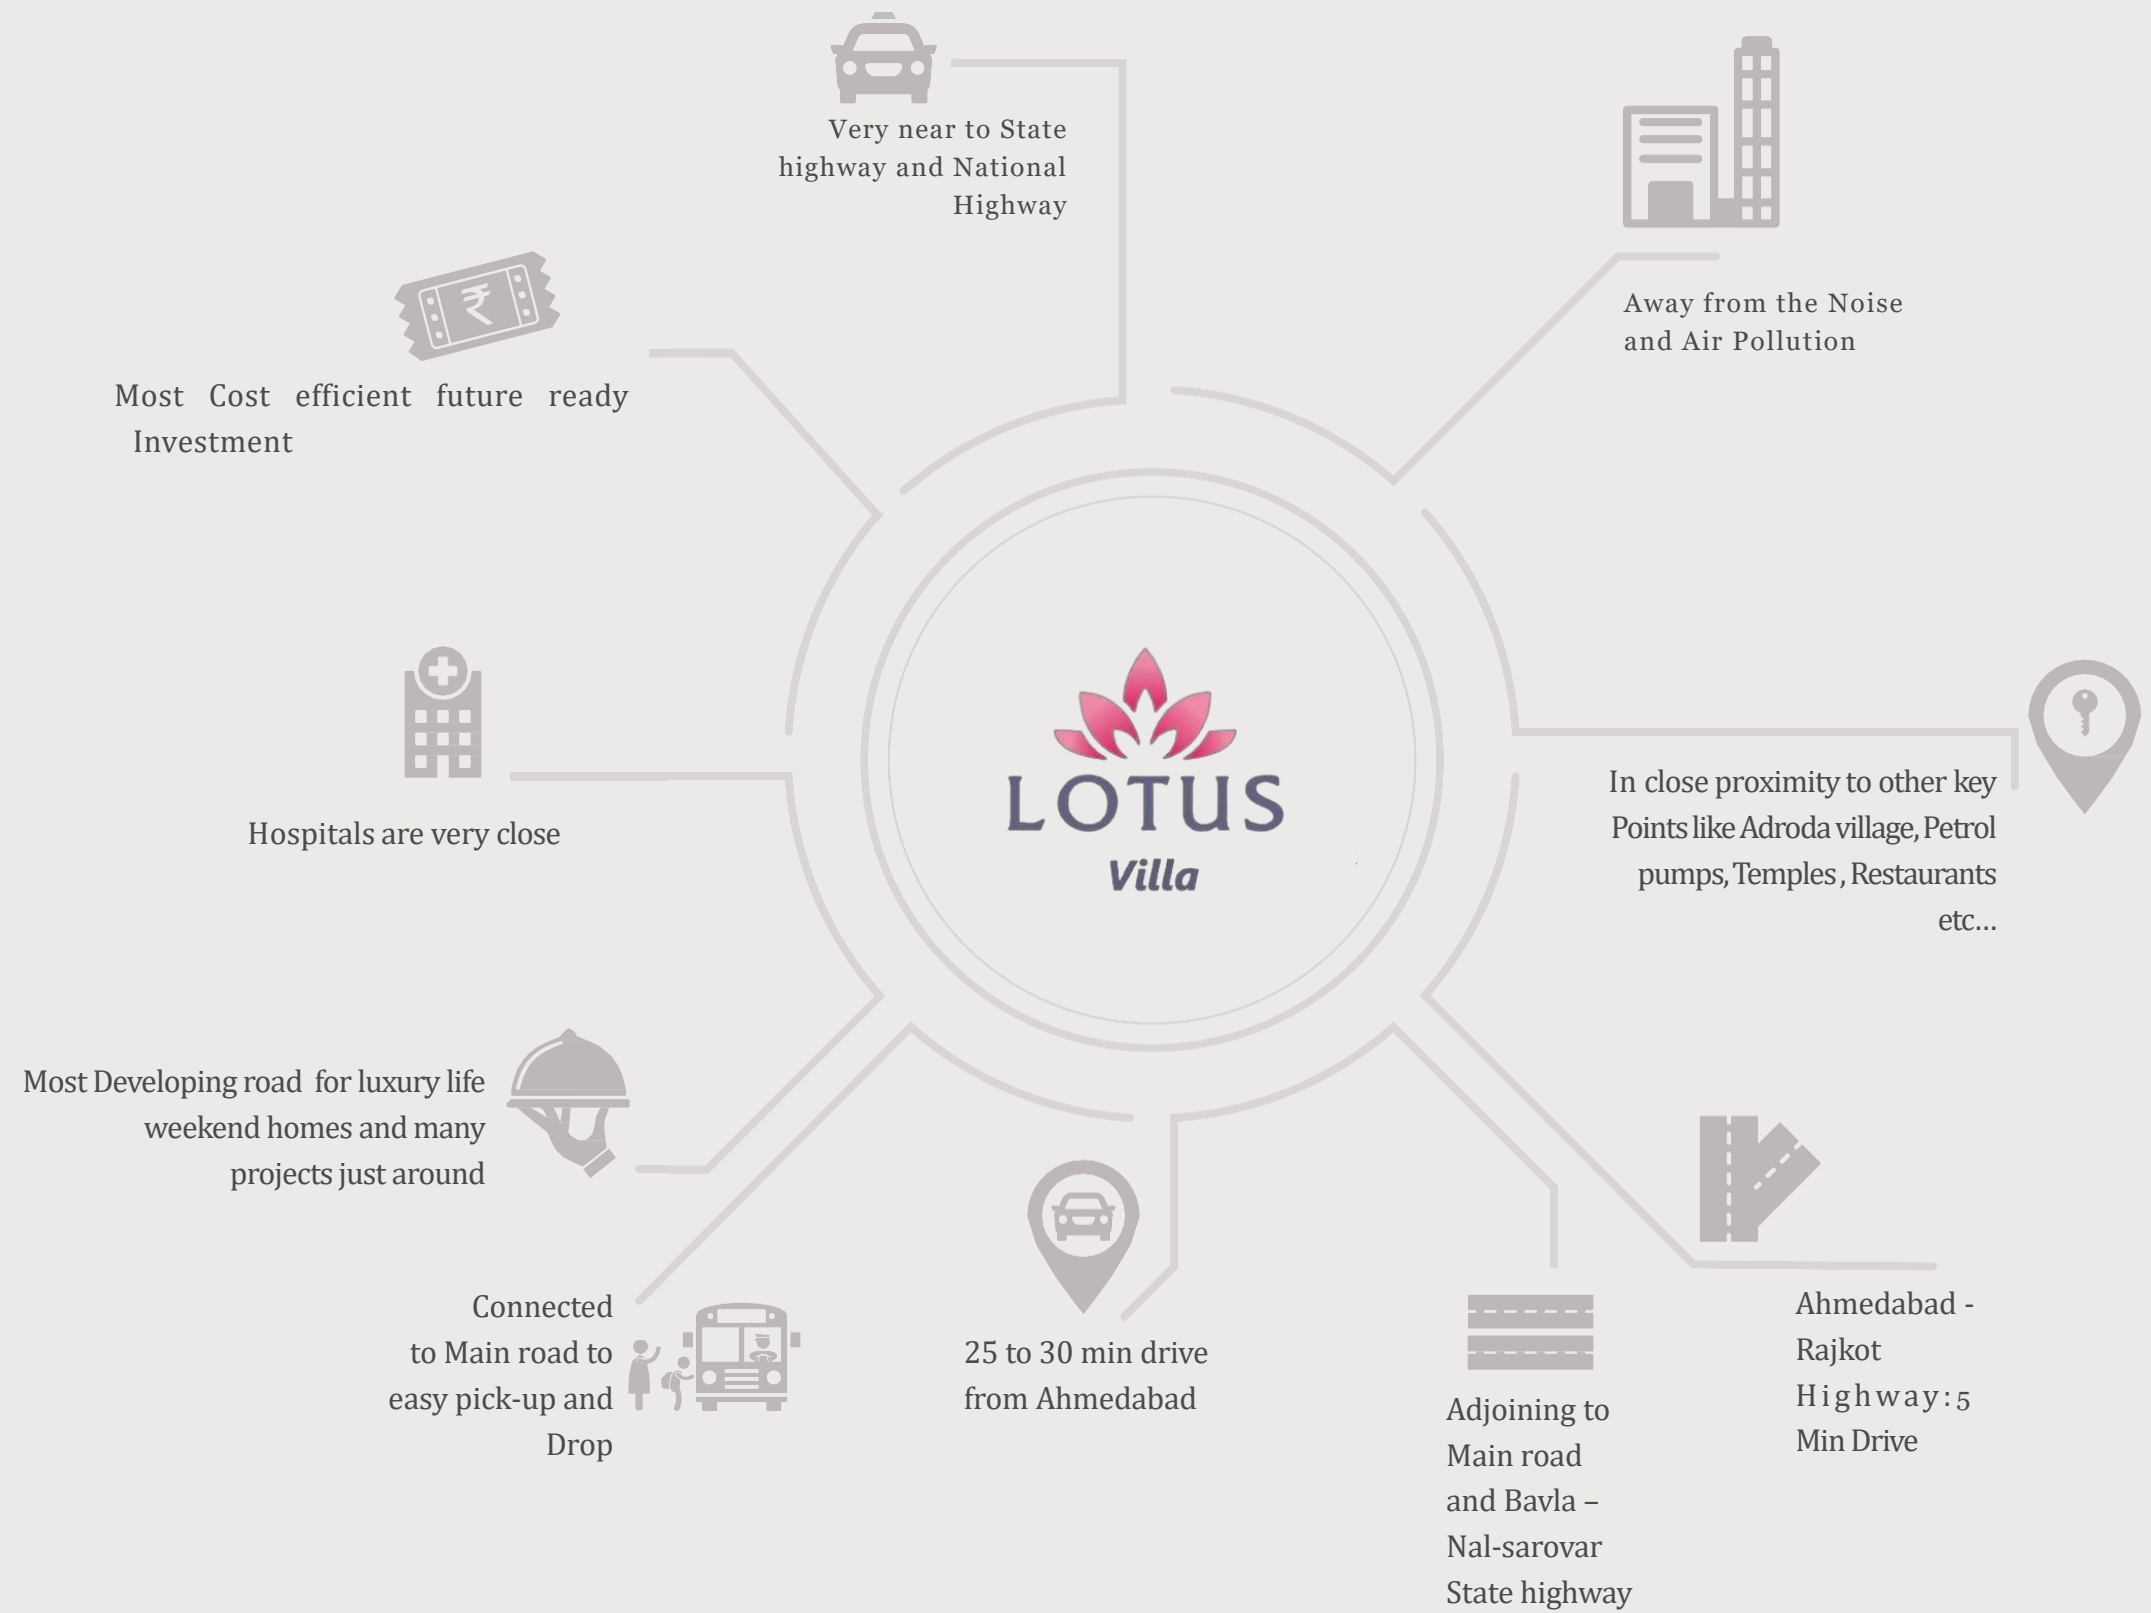 Very near to State
highway and National
Highway
Away from the Noise
and Air Pollution
Most Cost efficient future ready
Investment
₹
LOTUS
Villa
Hospitals are very close
In close proximity to other key
Points like Adroda village, Petrol
pumps, Temples , Restaurants
etc...
Most Developing road for luxury life
weekend homes and many
projects just around
Connected
to Main road to
easy pick-up and
Drop
25 to 30 min drive
from Ahmedabad
Adjoining to
Main road
and Bavla –
Nal-sarovar
State highway
Ahmedabad -
Rajkot
Highway:5
Min Drive